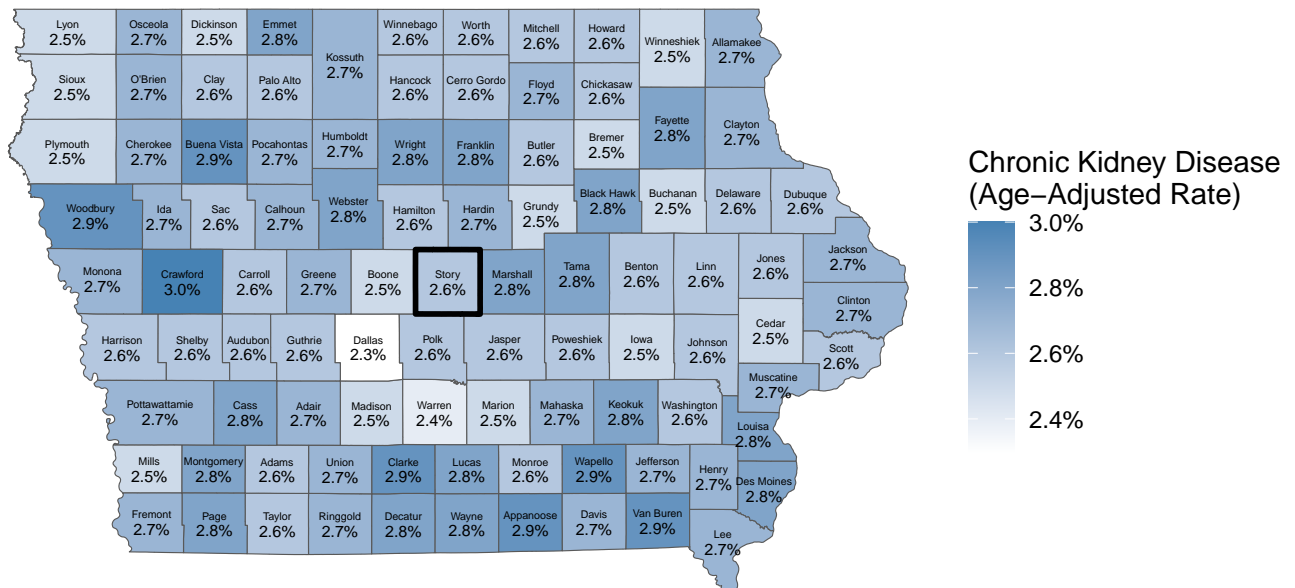 Lyon
2.5%
Osceola
2.7%
Dickinson
2.5%
Emmet
2.8%
Kossuth
2.7%
Winnebago
2.6%
Worth
2.6%
Mitchell
2.6%
Howard
2.6%
Winneshiek
2.5%
Allamakee
2.7%
Sioux
2.5%
O'Brien
2.7%
Clay
2.6%
Palo Alto
2.6%
Hancock
2.6%
Cerro Gordo
2.6%
Floyd
2.7%
Chickasaw
2.6%
Fayette
2.8%
Clayton
2.7%
Plymouth
2.5%
Cherokee
2.7%
Buena Vista
2.9%
Pocahontas
2.7%
Humboldt
2.7%
Wright
2.8%
Franklin
2.8%
Butler
2.6%
Bremer
2.5%
Woodbury
2.9%
Ida
2.7%
Sac
2.6%
Calhoun
2.7%
Webster
2.8%
Hamilton
2.6%
Hardin
2.7%
Grundy
2.5%
Black Hawk
2.8%
Buchanan
2.5%
Delaware
2.6%
Dubuque
2.6%
Monona
2.7%
Crawford
3.0%
Carroll
2.6%
Greene
2.7%
Boone
2.5%
Story
2.6%
Marshall
2.8%
Tama
2.8%
Benton
2.6%
Linn
2.6%
Jones
2.6%
Jackson
2.7%
Clinton
2.7%
Harrison
2.6%
Shelby
2.6%
Audubon
2.6%
Guthrie
2.6%
Dallas
2.3%
Polk
2.6%
Jasper
2.6%
Poweshiek
2.6%
Iowa
2.5%
Johnson
2.6%
Cedar
2.5%
Scott
2.6%
Muscatine
2.7%
Pottawattamie
2.7%
Cass
2.8%
Adair
2.7%
Madison
2.5%
Warren
2.4%
Marion
2.5%
Mahaska
2.7%
Keokuk
2.8%
Washington
2.6%
Louisa
2.8%
Mills
2.5%
Montgomery
2.8%
Adams
2.6%
Union
2.7%
Clarke
2.9%
Lucas
2.8%
Monroe
2.6%
Wapello
2.9%
Jefferson
2.7%
Henry
2.7%
Des Moines
2.8%
Fremont
2.7%
Page
2.8%
Taylor
2.6%
Ringgold
2.7%
Decatur
2.8%
Wayne
2.8%
Appanoose
2.9%
Davis
2.7%
Van Buren
2.9%
Lee
2.7%
Chronic Kidney Disease
(Age−Adjusted Rate)
3.0%
2.8%
2.6%
2.4%